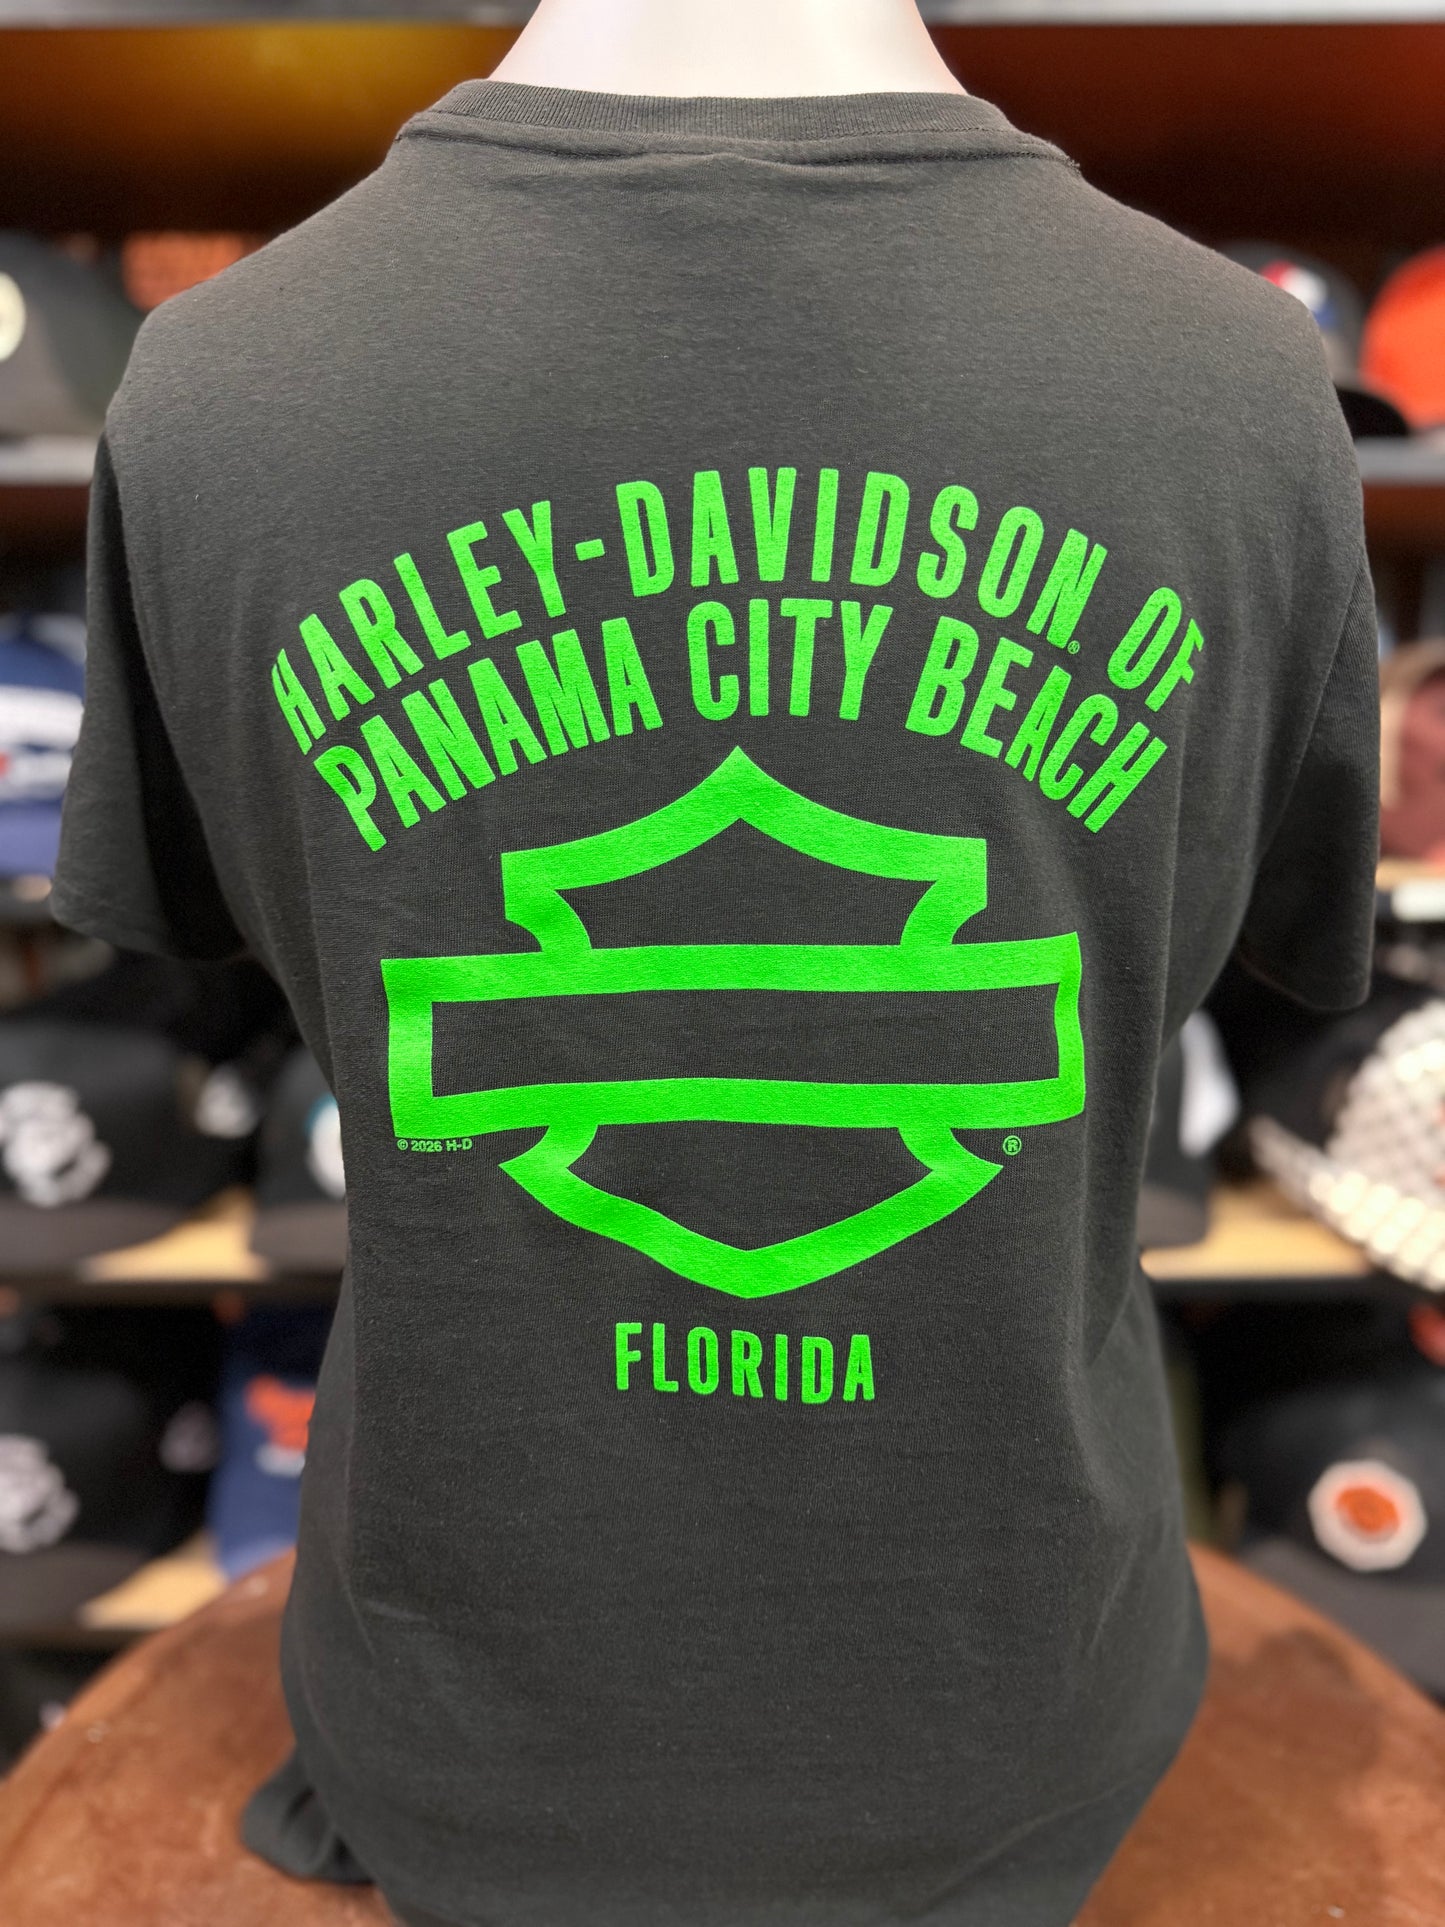 HARLEY-DAVIDSON® OF
PANAMA CITY BEACH
© 2026 H-D
®
FLORIDA